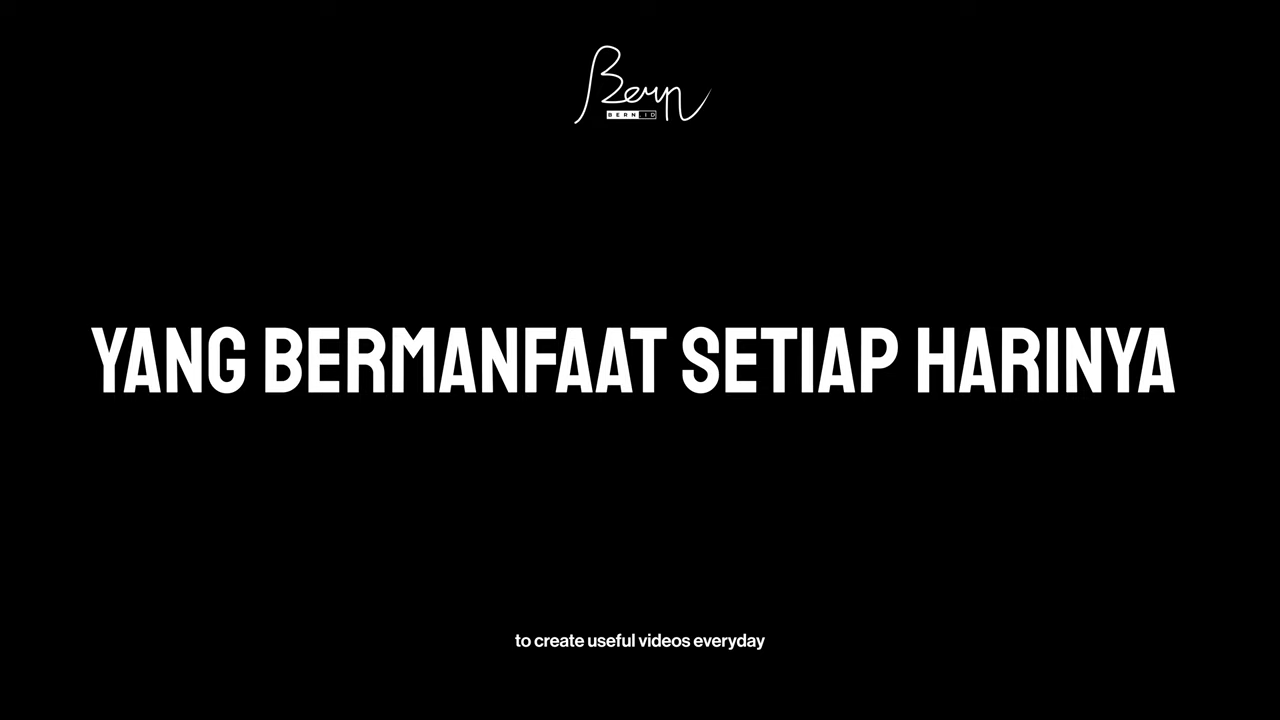 Bern
BERN.ID
YANG BERMANFAAT SETIAP HARINYA
to create useful videos everyday